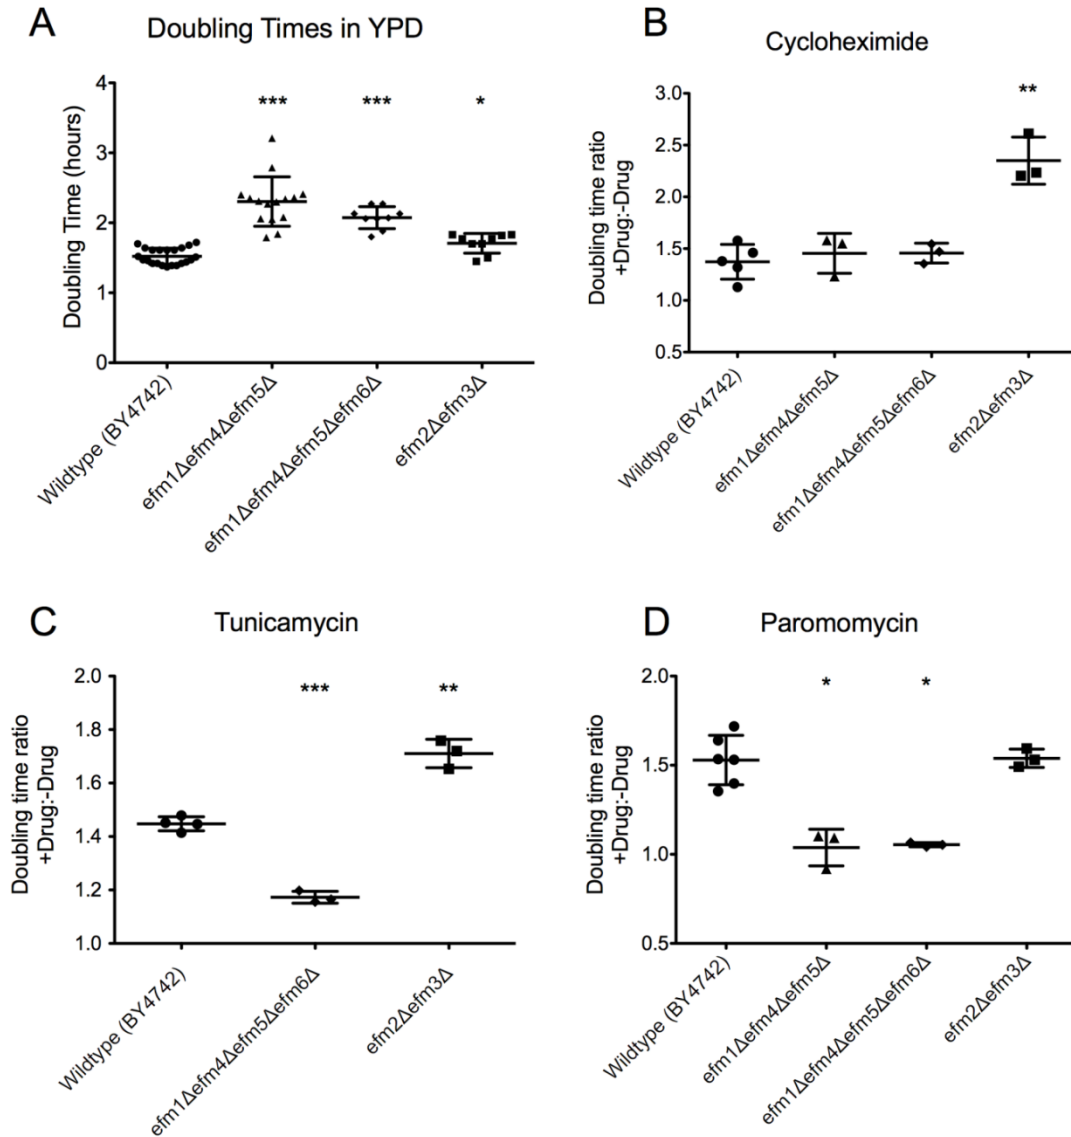 A
Doubling Times in YPD
Doubling Time (hours)
4
3
2
1
0
***
***
*
Wildtype (BY4742)
efm1Δefm4Δefm5Δ
efm1Δefm4Δefm5Δefm6Δ
efm2Δefm3Δ
B
Cycloheximide
Doubling time ratio
+Drug:-Drug
3.0
2.5
2.0
1.5
1.0
0.5
**
Wildtype (BY4742)
efm1Δefm4Δefm5Δ
efm1Δefm4Δefm5Δefm6Δ
efm2Δefm3Δ
C
Tunicamycin
Doubling time ratio
+Drug:-Drug
2.0
1.8
1.6
1.4
1.2
1.0
***
**
Wildtype (BY4742)
efm1Δefm4Δefm5Δefm6Δ
efm2Δefm3Δ
D
Paromomycin
Doubling time ratio
+Drug:-Drug
2.0
1.5
1.0
0.5
*
*
Wildtype (BY4742)
efm1Δefm4Δefm5Δ
efm1Δefm4Δefm5Δefm6Δ
efm2Δefm3Δ